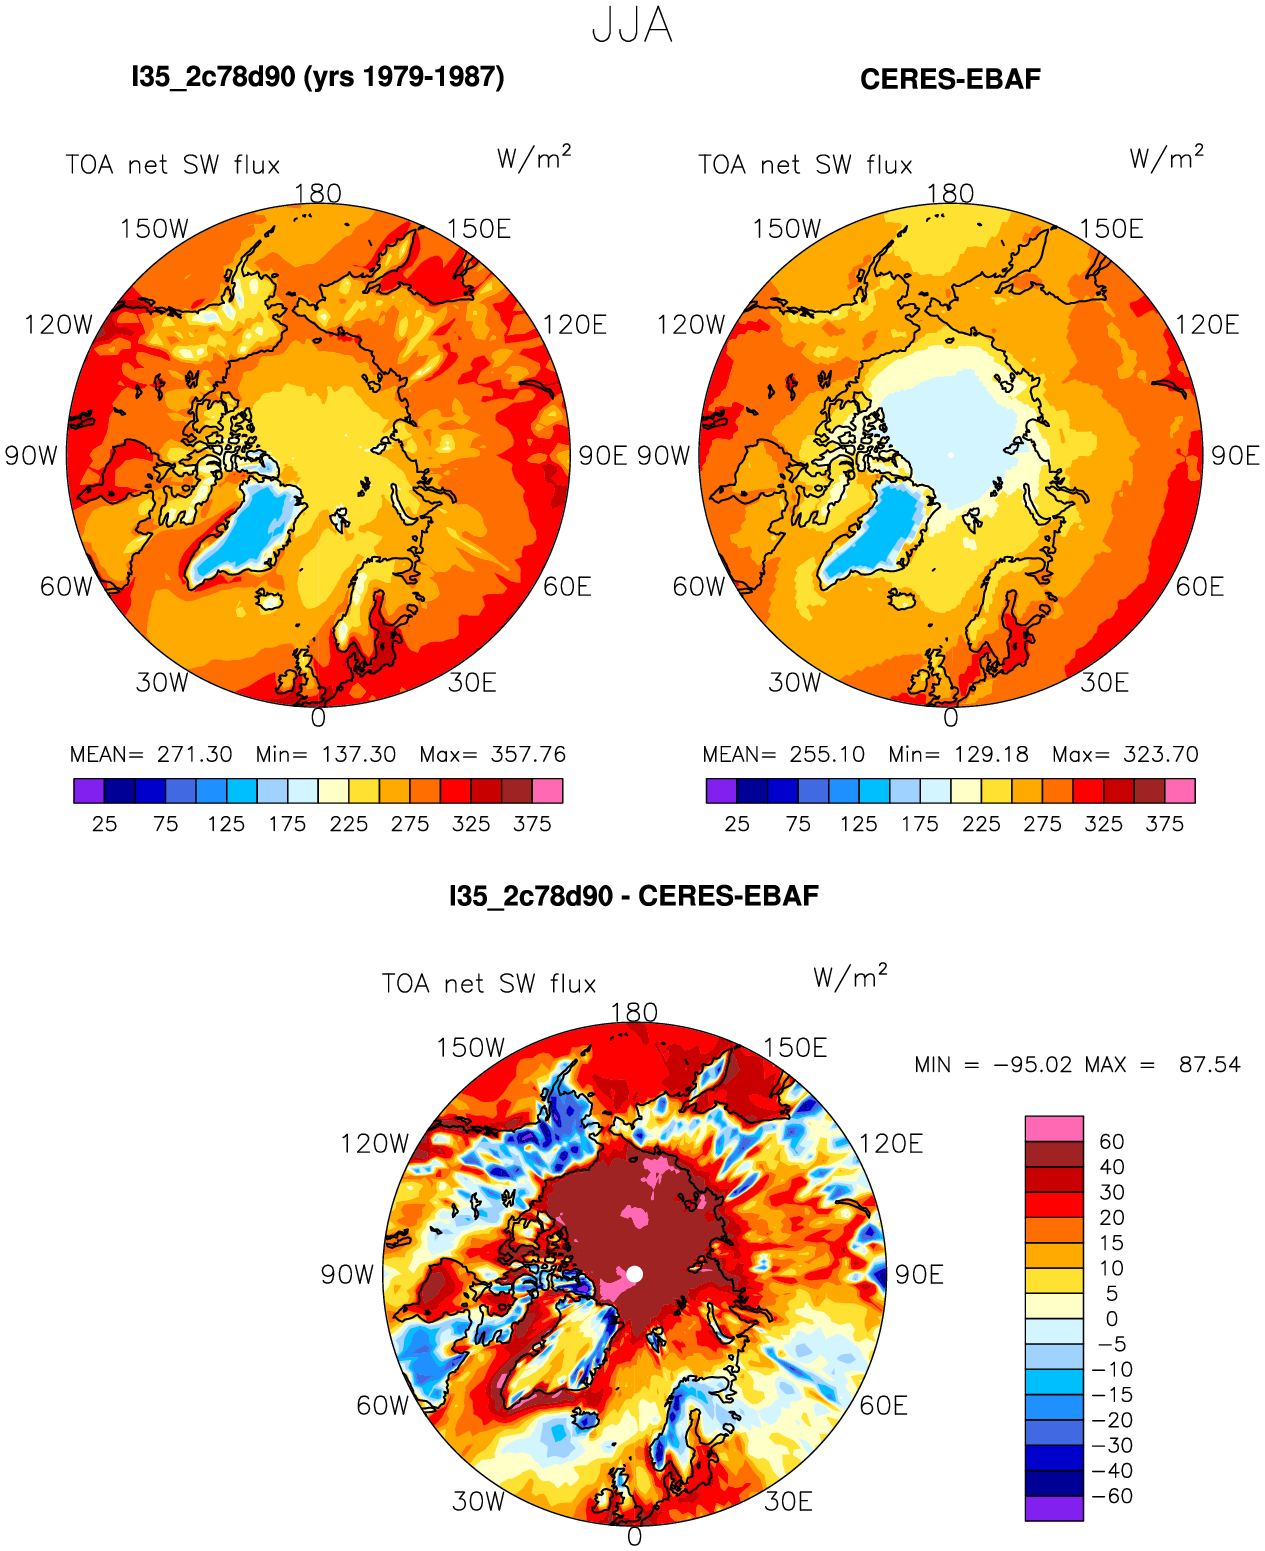 JJA
I35_2c78d90 (yrs 1979-1987)
CERES-EBAF
TOA net SW flux
W/m²
TOA net SW flux
W/m²
180
150W
150E
120W
120E
90W
90E
60W
60E
30W
30E
0
180
150W
150E
120W
120E
90W
90E
60W
60E
30W
30E
0
MEAN= 271.30 Min= 137.30 Max= 357.76
MEAN= 255.10 Min= 129.18 Max= 323.70
25 75 125 175 225 275 325 375
25 75 125 175 225 275 325 375
I35_2c78d90 - CERES-EBAF
TOA net SW flux
W/m²
180
150W
150E
120W
120E
90W
90E
60W
60E
30W
30E
0
MIN = −95.02 MAX = 87.54
60
40
30
20
15
10
5
0
−5
−10
−15
−20
−30
−40
−60